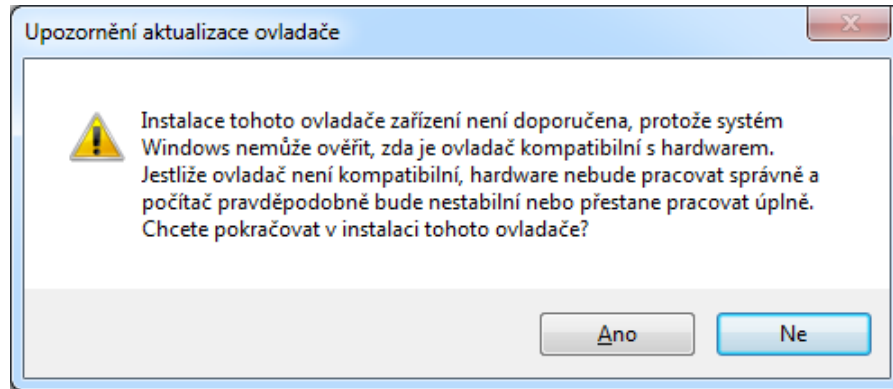 Upozornění aktualizace ovladače
Instalace tohoto ovladače zařízení není doporučena, protože systém
Windows nemůže ověřit, zda je ovladač kompatibilní s hardwarem.
Jestliže ovladač není kompatibilní, hardware nebude pracovat správně a
počítač pravděpodobně bude nestabilní nebo přestane pracovat úplně.
Chcete pokračovat v instalaci tohoto ovladače?
Ano Ne